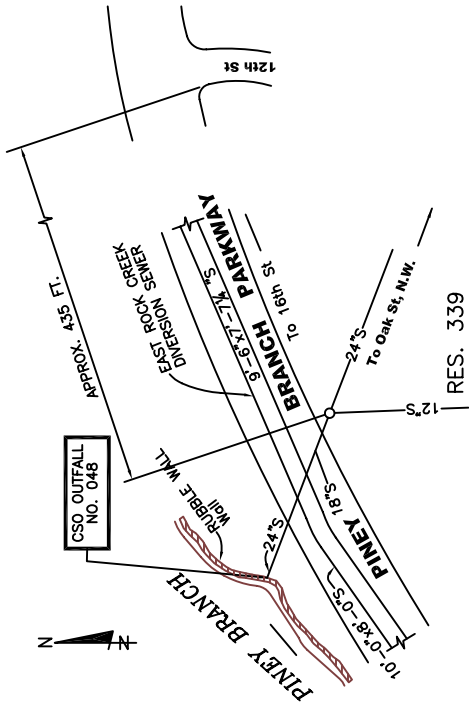 N
N
CSO OUTFALL
NO. 048
APPROX. 435 FT.
12th St
EAST ROCK CREEK
DIVERSION SEWER
9'-6"x7'-7¼"S
PINEY BRANCH PARKWAY
To 16th St
RUBBLE WALL
Wall
PINEY BRANCH
24"S
18"S
10'-0"x8'-0"S
24"S
To Oak St, N.W.
12"S
RES. 339